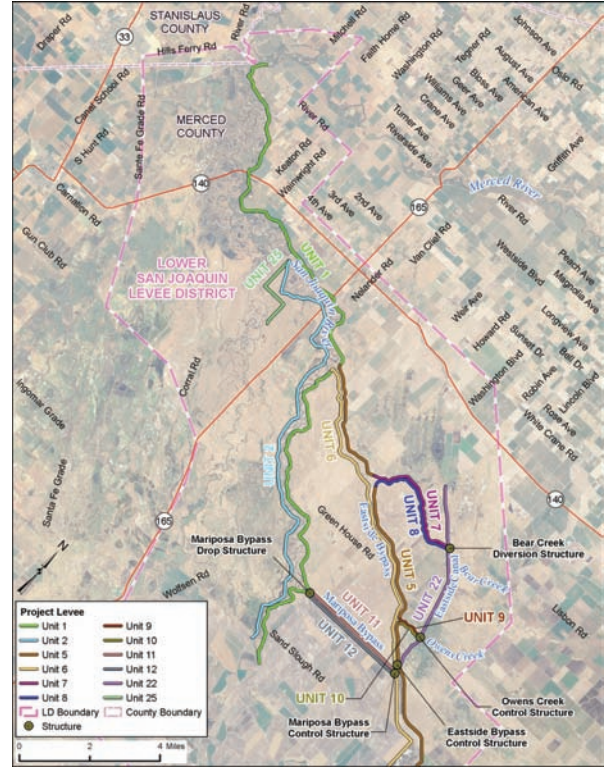 STANISLAUS
COUNTY
Draper Rd
33
River Rd
Hills Ferry Rd
Mitchell Rd
Faith Home Rd
Washington Rd
Tegner Rd
August Ave
Johnson Ave
Bloss Ave
Geer Ave
Williams Ave
Crane Ave
American Ave
Turner Ave
Riverside Ave
Griffith Ave
Canal School Rd
S Hunt Rd
Santa Fe Grade Rd
MERCED
COUNTY
River Rd
Keaton Rd
Wainwright Rd
4th Ave
3rd Ave
2nd Ave
140
165
Merced River
River Rd
Carnation Rd
Gun Club Rd
Van Clief Rd
Westside Blvd
Peach Ave
Magnolia Ave
LOWER
SAN JOAQUIN
LEVEE DISTRICT
UNIT 25
UNIT 1
San Joaquin River
Nelander Rd
Weir Ave
Howard Rd
Sunset Dr
Longview Ave
Bell Dr
Washington Blvd
Robin Ave
Lincoln Blvd
Rose Ave
White Crane Rd
Corral Rd
Ingomar Grade
Santa Fe Grade
165
140
UNIT 2
UNIT 6
UNIT 7
UNIT 8
Eastside Bypass
Green House Rd
UNIT 5
Mariposa Bypass
Drop Structure
Bear Creek
Diversion Structure
N
Wolfsen Rd
UNIT 22
Eastside Canal
Bear Creek
UNIT 11
Mariposa Bypass
UNIT 12
UNIT 9
Owens Creek
Lisbon Rd
Sand Slough Rd
UNIT 10
Mariposa Bypass
Control Structure
Eastside Bypass
Control Structure
Owens Creek
Control Structure
Project Levee
Unit 1
Unit 2
Unit 5
Unit 6
Unit 7
Unit 8
LD Boundary
Structure
Unit 9
Unit 10
Unit 11
Unit 12
Unit 22
Unit 25
County Boundary
0
2
4
Miles